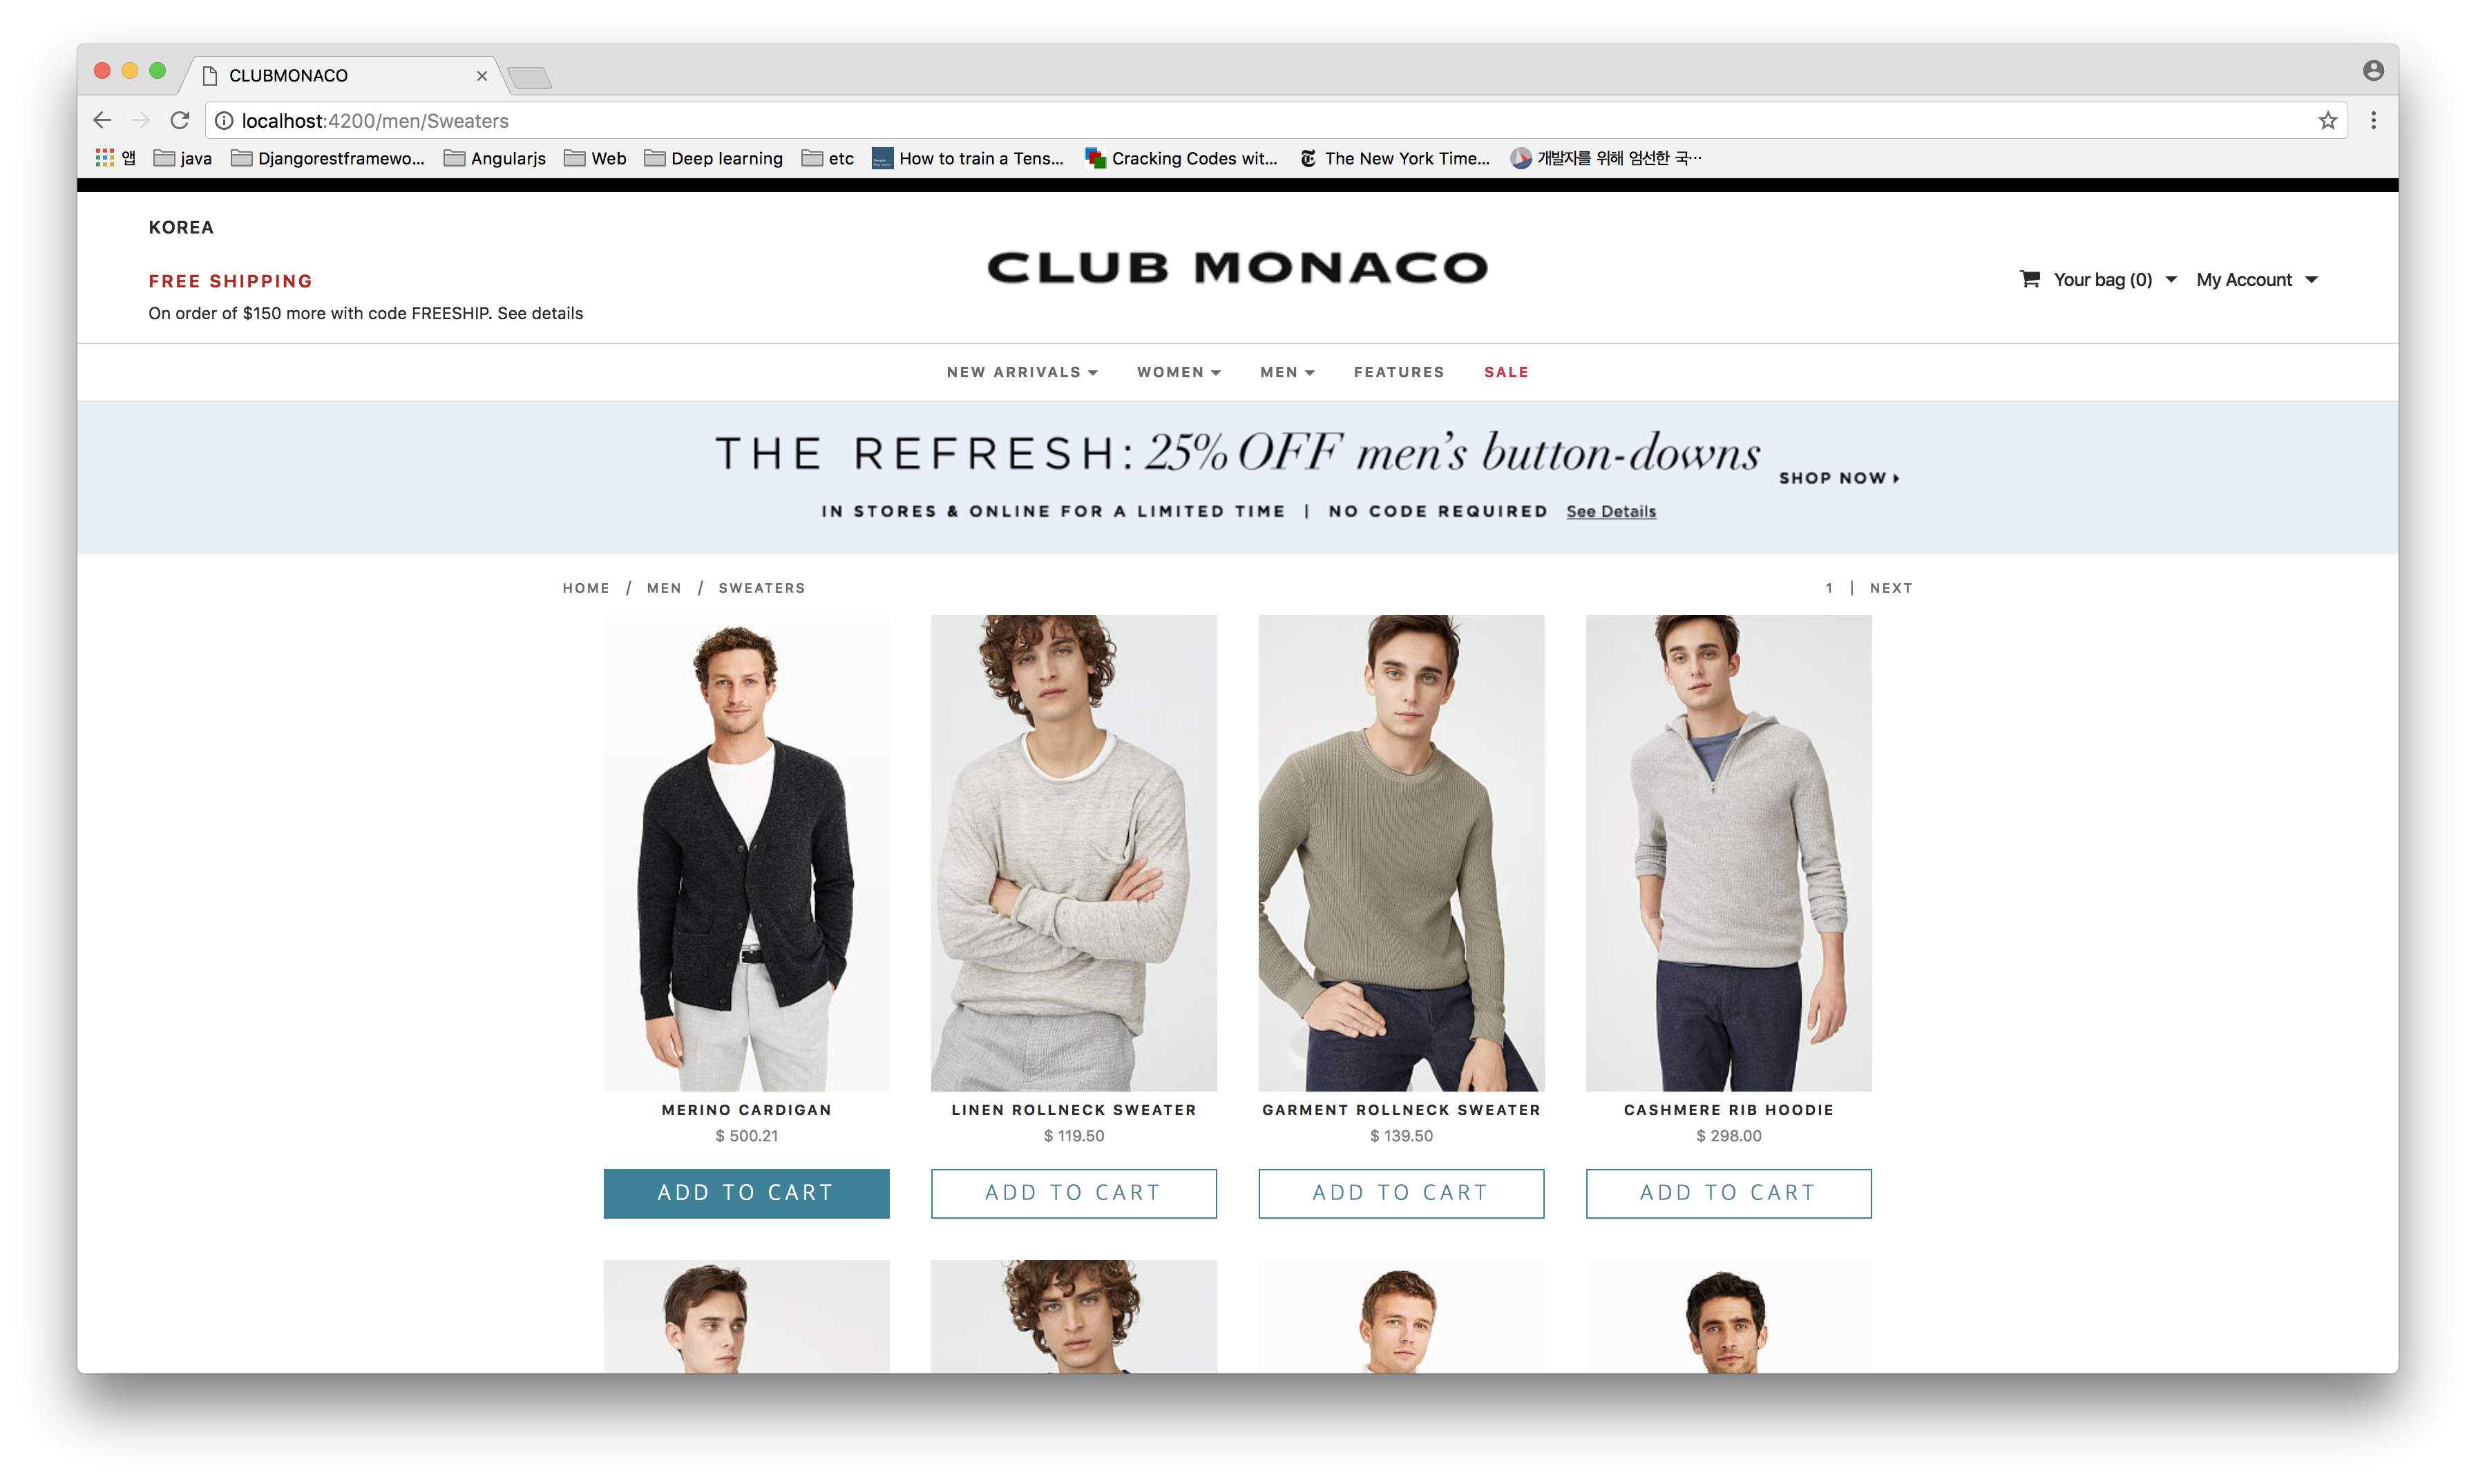 CLUBMONACO
localhost:4200/men/Sweaters
앱 java Djangorestframewo... Angularjs Web Deep learning etc How to train a Tens... Cracking Codes wit... The New York Time... 개발자를 위해 엄선한 국...
KOREA
FREE SHIPPING
On order of $150 more with code FREESHIP. See details
CLUB MONACO
Your bag (0) My Account
NEW ARRIVALS WOMEN MEN FEATURES SALE
THE REFRESH: 25% OFF men's button-downs SHOP NOW
IN STORES & ONLINE FOR A LIMITED TIME | NO CODE REQUIRED See Details
HOME / MEN / SWEATERS 1 | NEXT
MERINO CARDIGAN LINEN ROLLNECK SWEATER GARMENT ROLLNECK SWEATER CASHMERE RIB HOODIE
$ 500.21 $ 119.50 $ 139.50 $ 298.00
ADD TO CART ADD TO CART ADD TO CART ADD TO CART